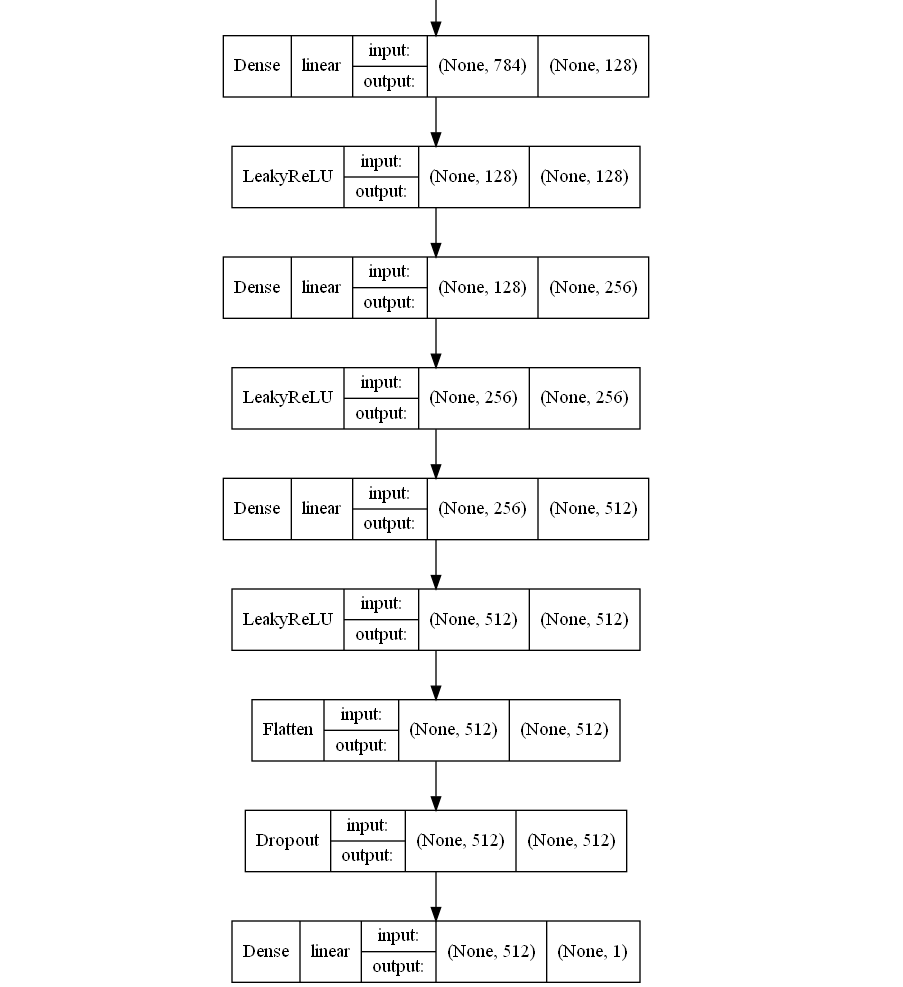 Dense linear input: output: (None, 784) (None, 128)
LeakyReLU input: output: (None, 128) (None, 128)
Dense linear input: output: (None, 128) (None, 256)
LeakyReLU input: output: (None, 256) (None, 256)
Dense linear input: output: (None, 256) (None, 512)
LeakyReLU input: output: (None, 512) (None, 512)
Flatten input: output: (None, 512) (None, 512)
Dropout input: output: (None, 512) (None, 512)
Dense linear input: output: (None, 512) (None, 1)